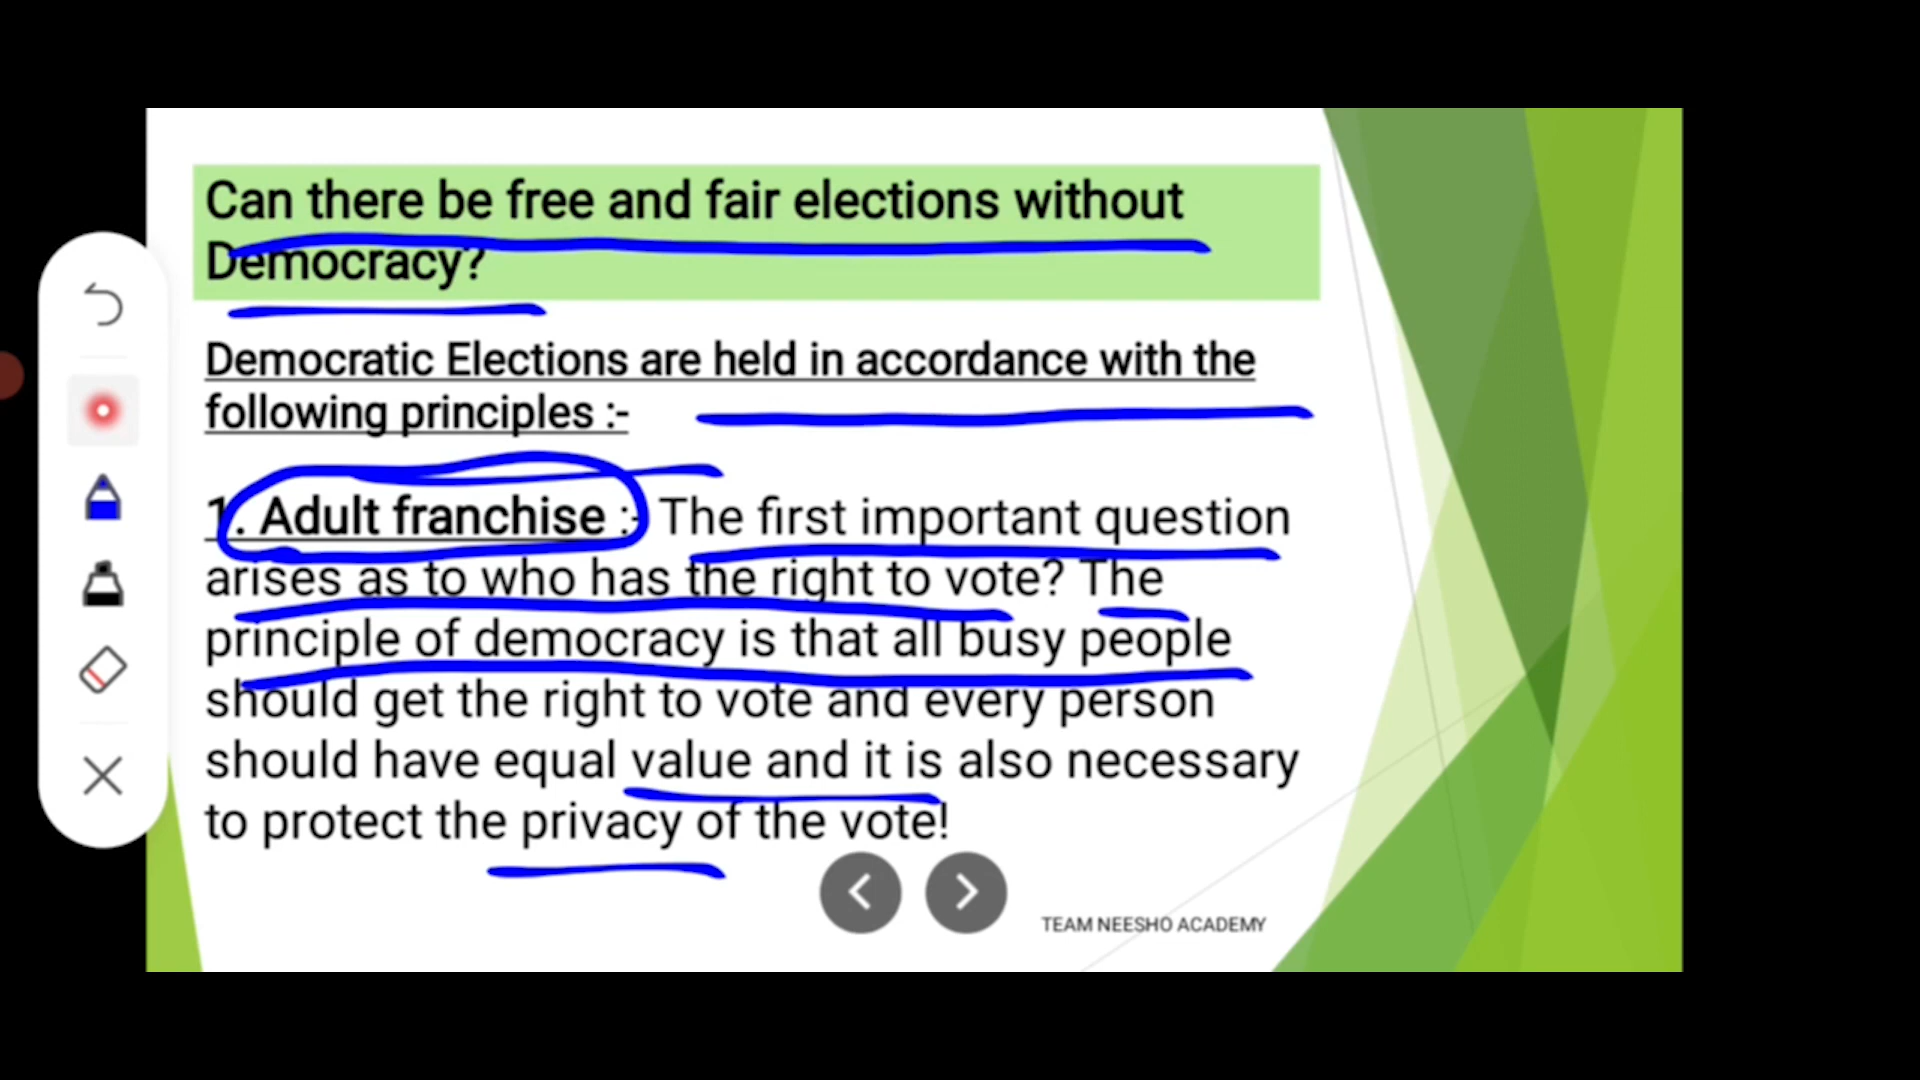 Can there be free and fair elections without
Democracy?
Democratic Elections are held in accordance with the
following principles :-
1. Adult franchise :- The first important question
arises as to who has the right to vote? The
principle of democracy is that all busy people
should get the right to vote and every person
should have equal value and it is also necessary
to protect the privacy of the vote!
TEAM NEESHO ACADEMY